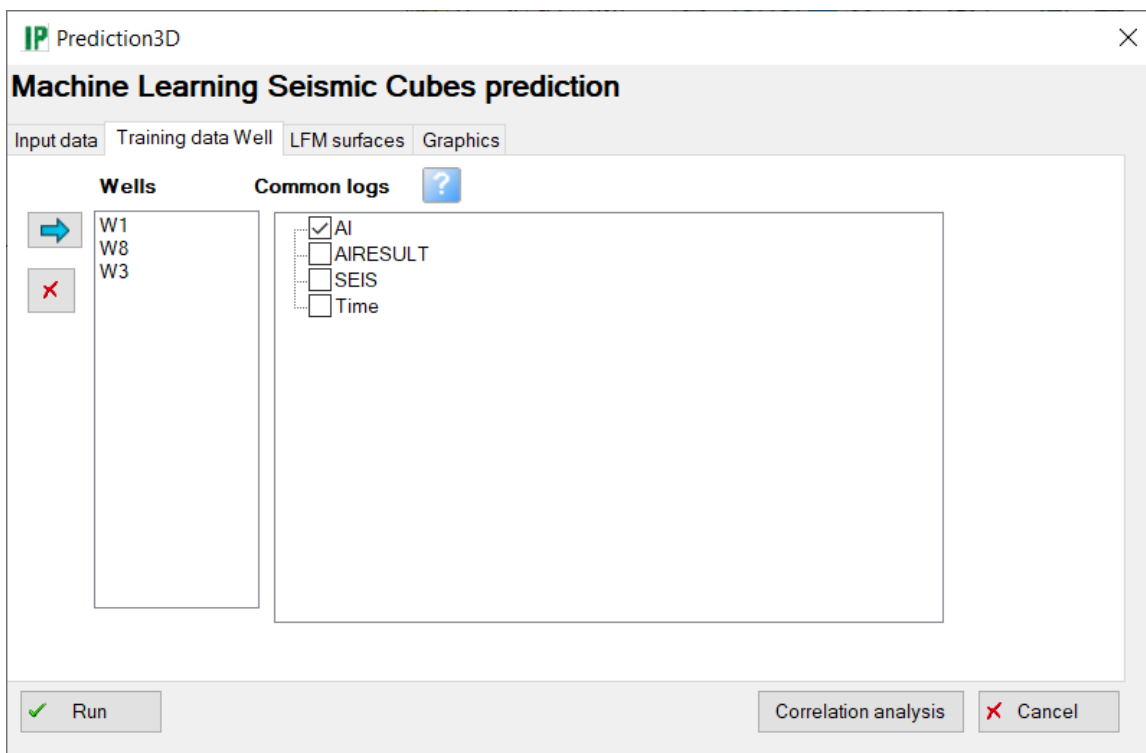 IP Prediction3D
Machine Learning Seismic Cubes prediction
Input data Training data Well LFM surfaces Graphics
Wells Common logs ?
W1
W8
W3
AI
AIRESULT
SEIS
Time
Run Correlation analysis Cancel